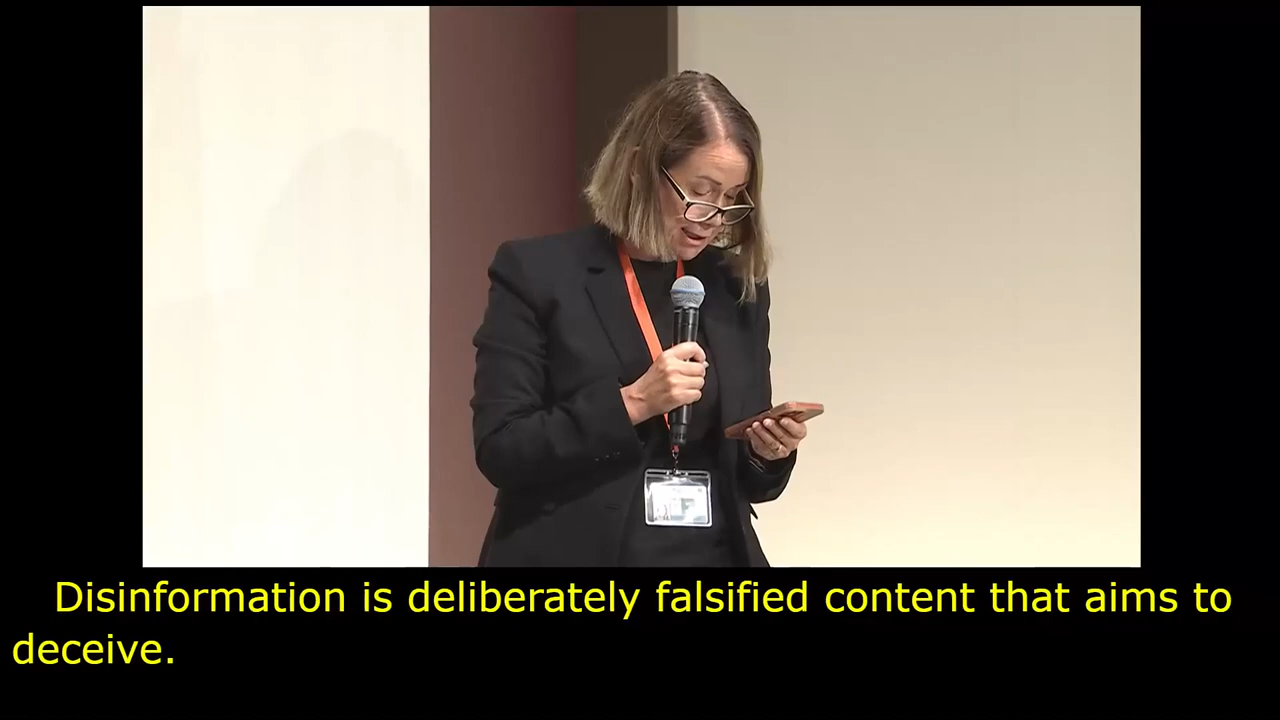 Disinformation is deliberately falsified content that aims to
deceive.